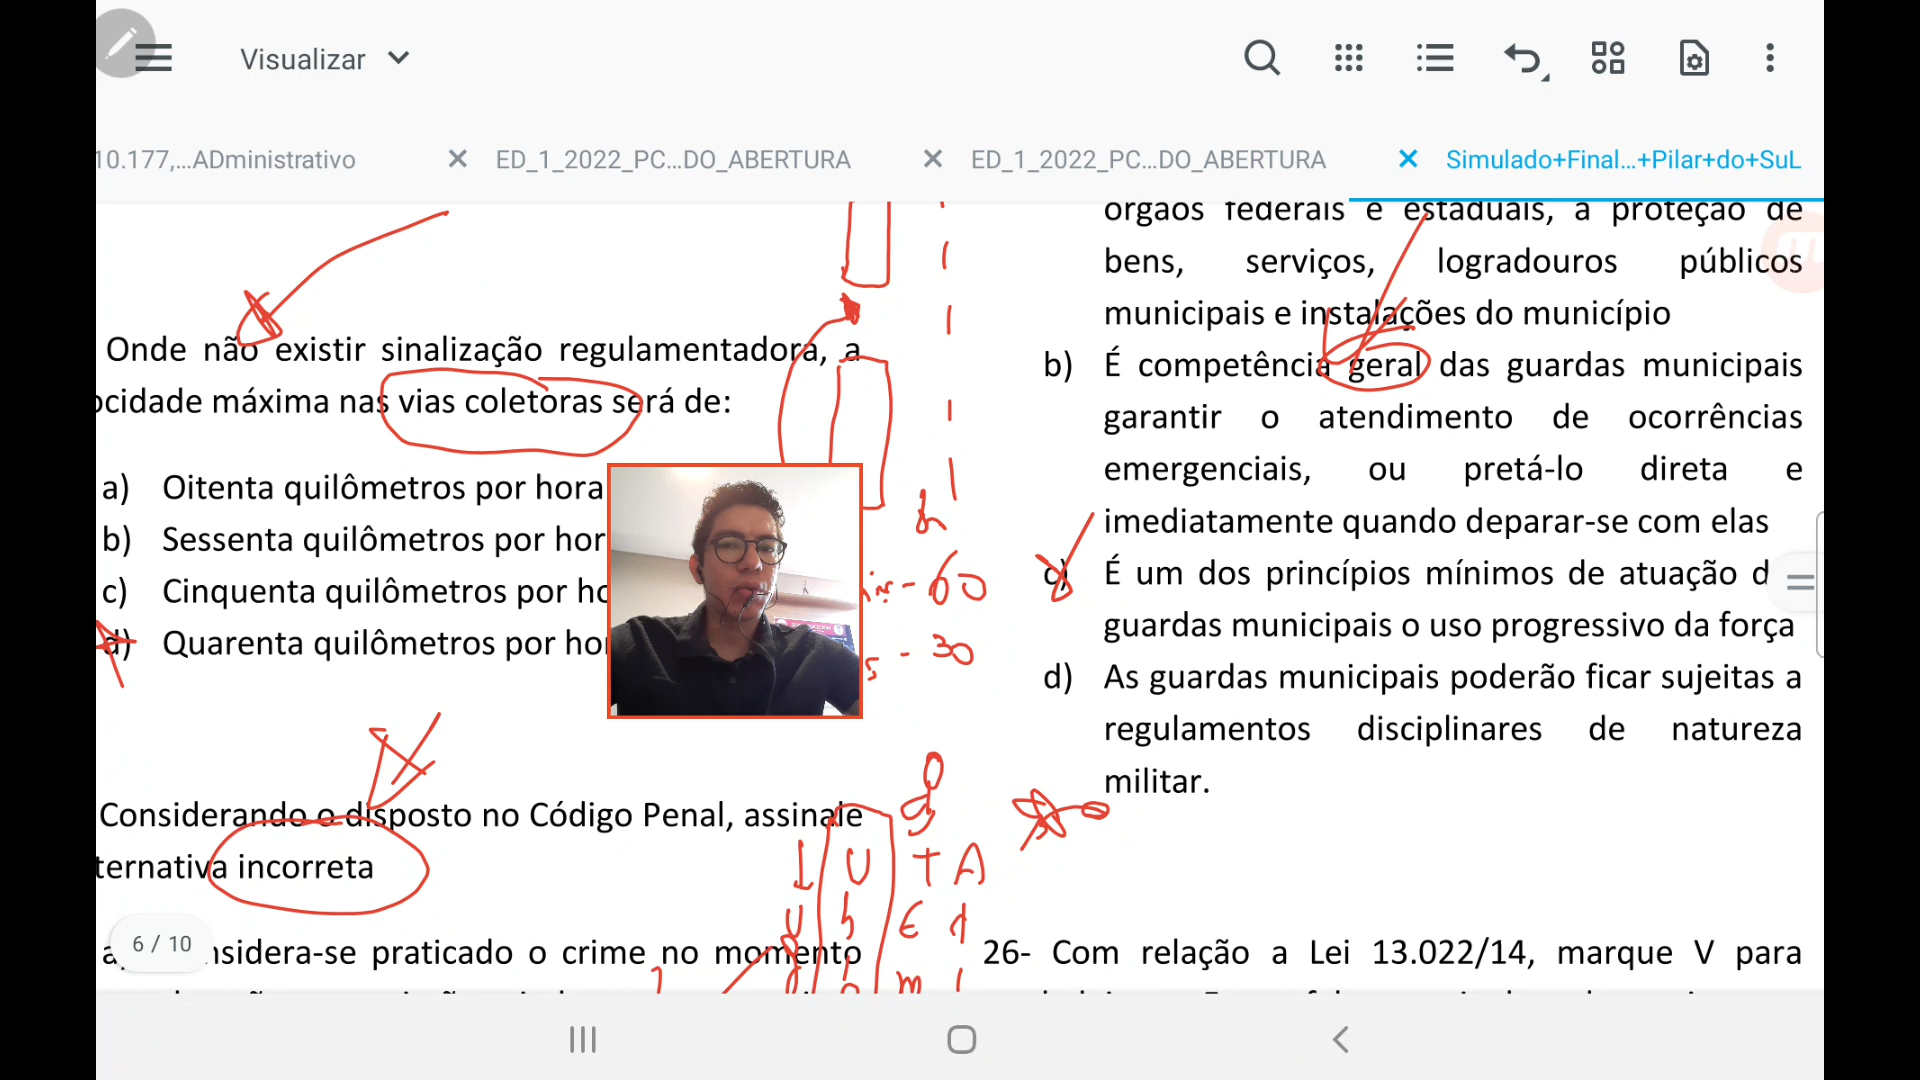 Visualizar
10.177,...ADministrativo
ED_1_2022_PC...DO_ABERTURA
ED_1_2022_PC...DO_ABERTURA
Simulado+Final...+Pilar+do+SuL
Onde não existir sinalização regulamentadora, a
ocidade máxima nas vias coletoras será de:
a) Oitenta quilômetros por hora
b) Sessenta quilômetros por hor
c) Cinquenta quilômetros por ho
d) Quarenta quilômetros por ho
- 60
s - 30
Considerando o disposto no Código Penal, assinale
ternativa incorreta
U T A
nsidera-se praticado o crime no momento
6 / 10
órgãos federais e estaduais, a proteção de
bens, serviços, logradouros públicos
municipais e instalações do município
b) É competência geral das guardas municipais
garantir o atendimento de ocorrências
emergenciais, ou pretá-lo direta e
imediatamente quando deparar-se com elas
c) É um dos princípios mínimos de atuação d
guardas municipais o uso progressivo da força
d) As guardas municipais poderão ficar sujeitas a
regulamentos disciplinares de natureza
militar.
26- Com relação a Lei 13.022/14, marque V para